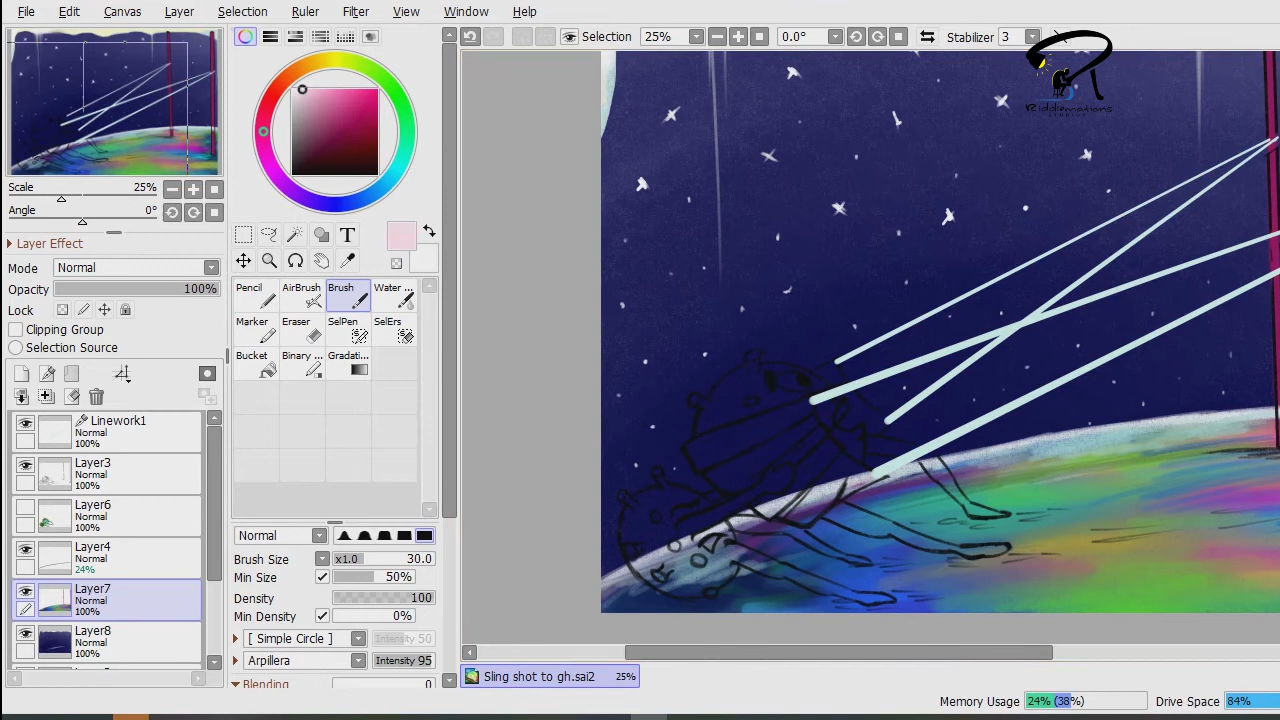 File Edit Canvas Layer Selection Ruler Filter View Window Help
Selection 25% 0.0° Stabilizer 3
Riddlemations
STUDIOS
Scale 25%
Angle 0°
Layer Effect
Mode Normal
Opacity 100%
Lock
Clipping Group
Selection Source
Linework1
Normal
100%
Layer3
Normal
100%
Layer6
Normal
100%
Layer4
Normal
24%
Layer7
Normal
100%
Layer8
Normal
100%
T
Pencil AirBrush Brush Water ...
Marker Eraser SelPen SelErs
Bucket Binary ... Gradati...
Normal
Brush Size x1.0 30.0
Min Size 50%
Density 100
Min Density 0%
[ Simple Circle ] Intensity 50
Arpillera Intensity 95
Blending 0
Sling shot to gh.sai2 25%
Memory Usage 24% (38%) Drive Space 84%